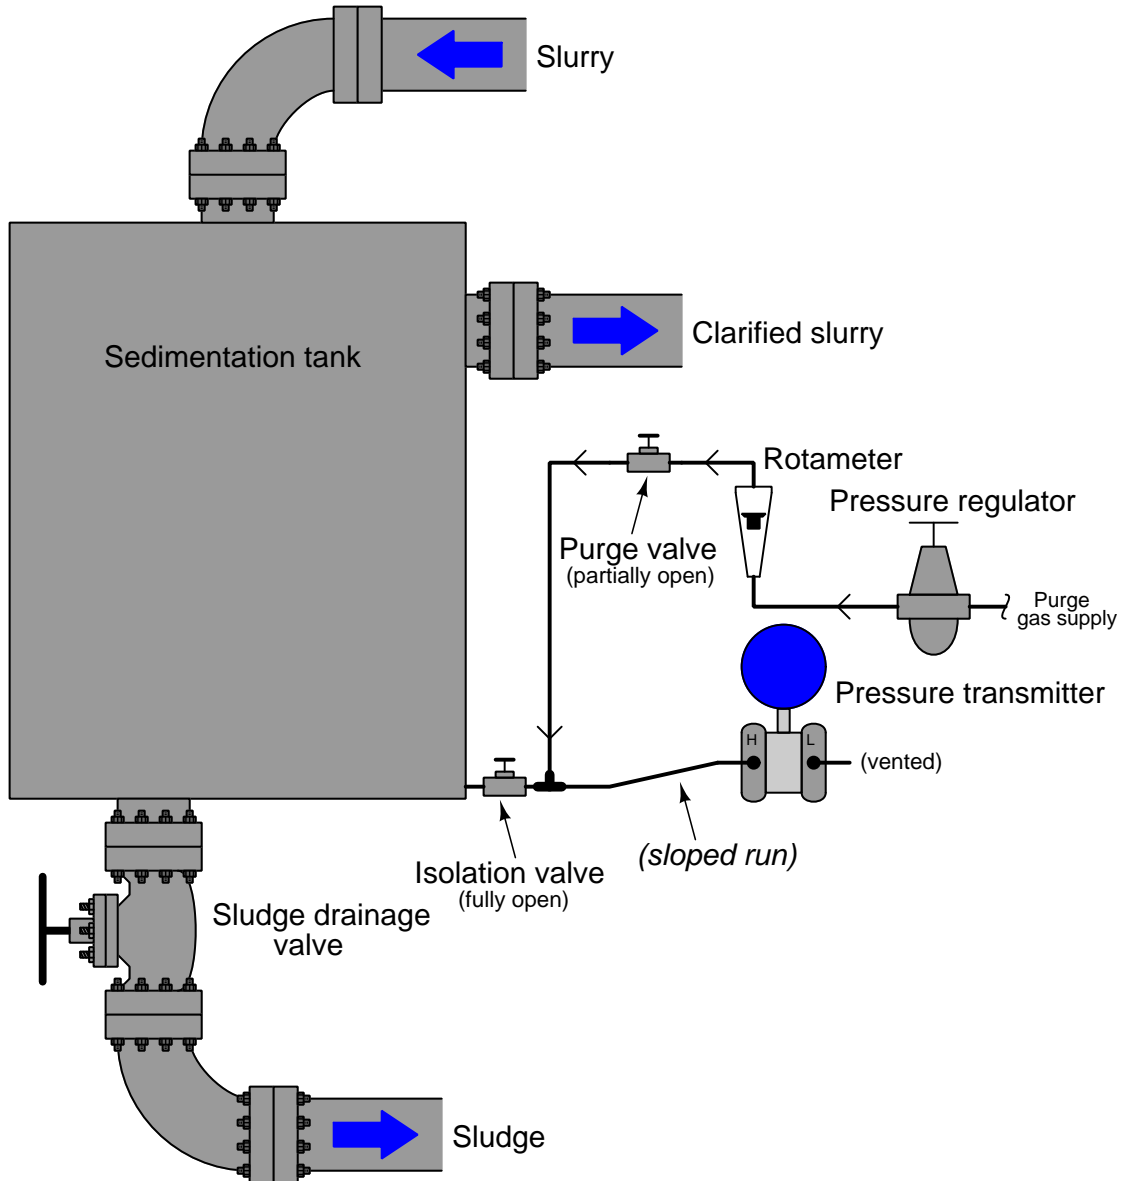 Slurry
Clarified slurry
Sedimentation tank
Rotameter
Pressure regulator
Purge valve
(partially open)
Purge
gas supply
Pressure transmitter
H
L
(vented)
(sloped run)
Isolation valve
(fully open)
Sludge drainage
valve
Sludge